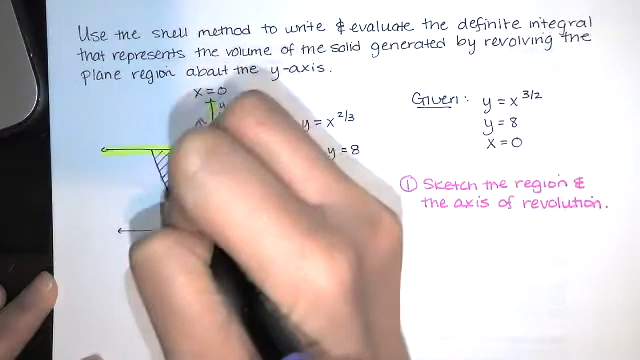 Use the shell method to write & evaluate the definite integral
that represents the volume of the solid generated by revolving the
plane region about the y-axis.
x = 0
y
y = x^2/3
y = 8
Given: y = x^3/2
y = 8
x = 0
① Sketch the region &
the axis of revolution.